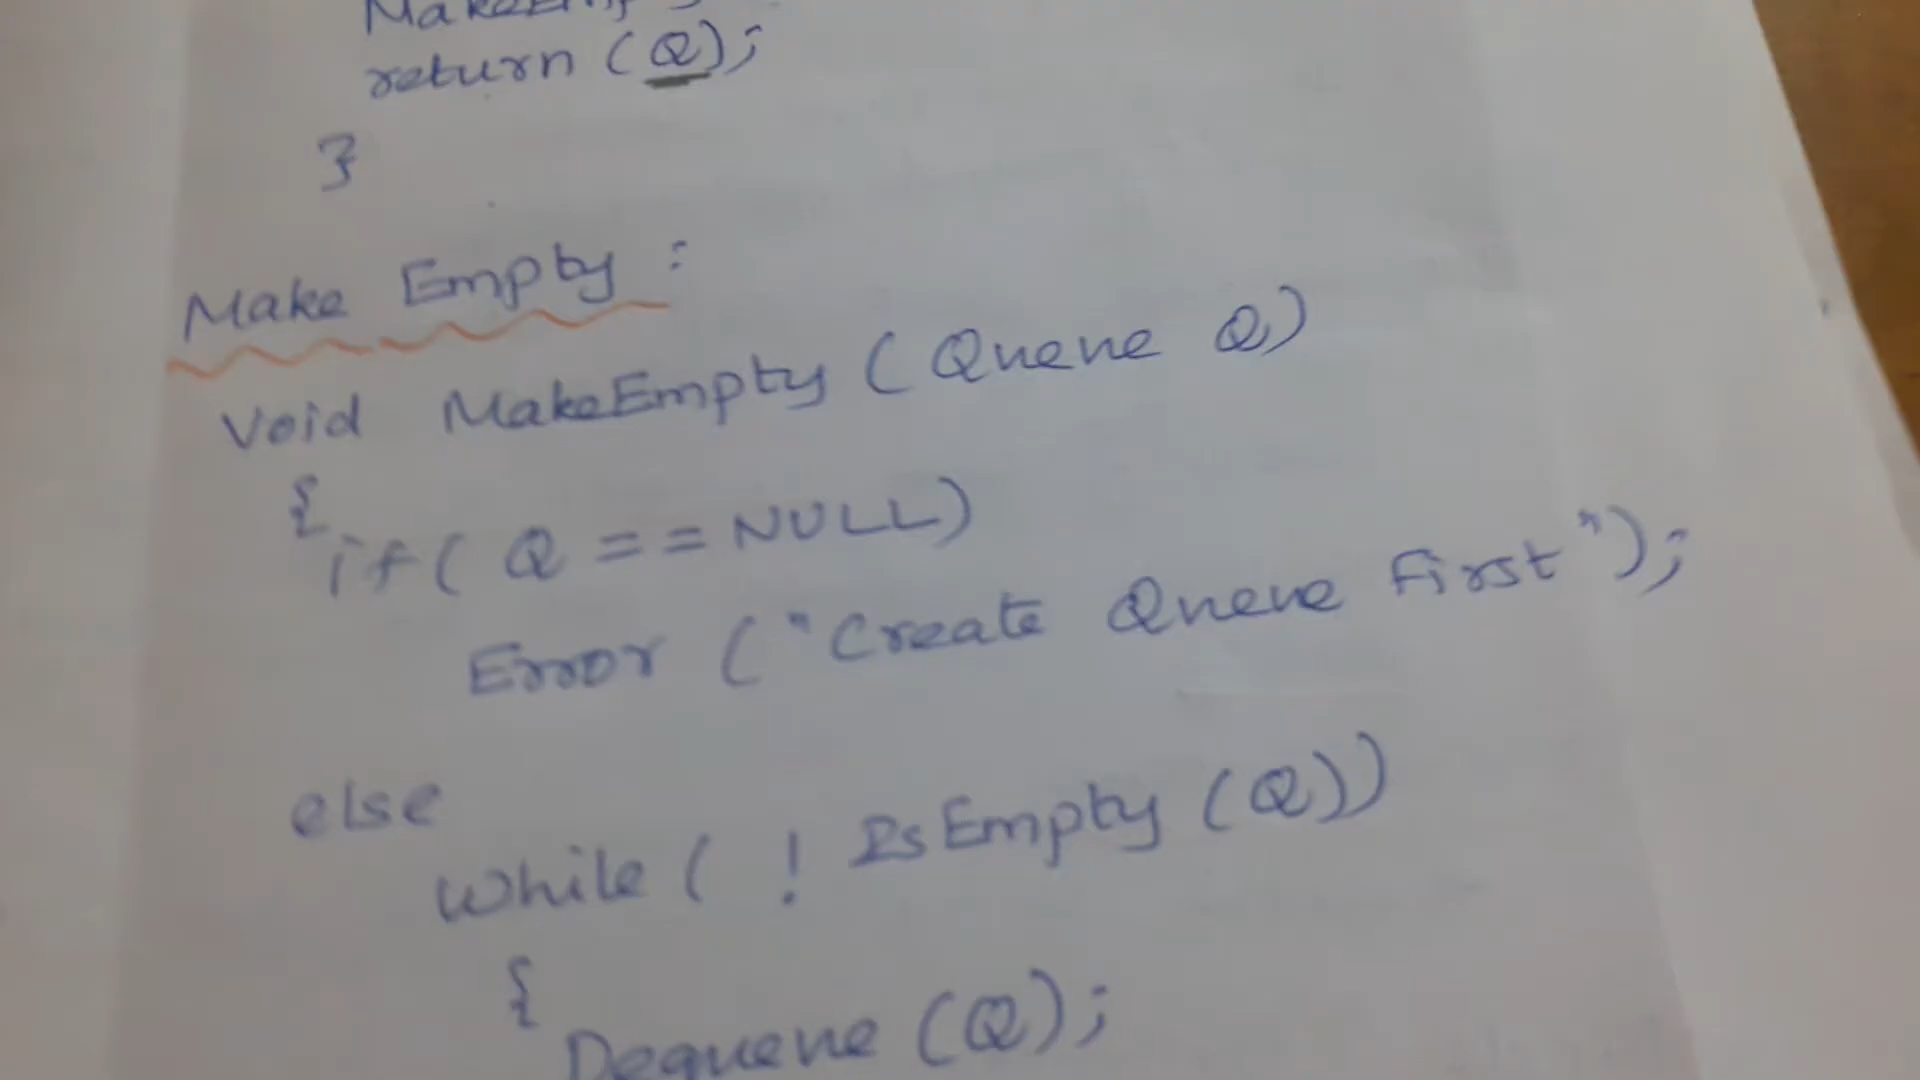 return (Q);
}
Make Empty :
Void MakeEmpty ( Queue Q)
{
if( Q == NULL)
Error ("Create Queue First");
else
While ( ! IsEmpty (Q))
{
Dequeue (Q);